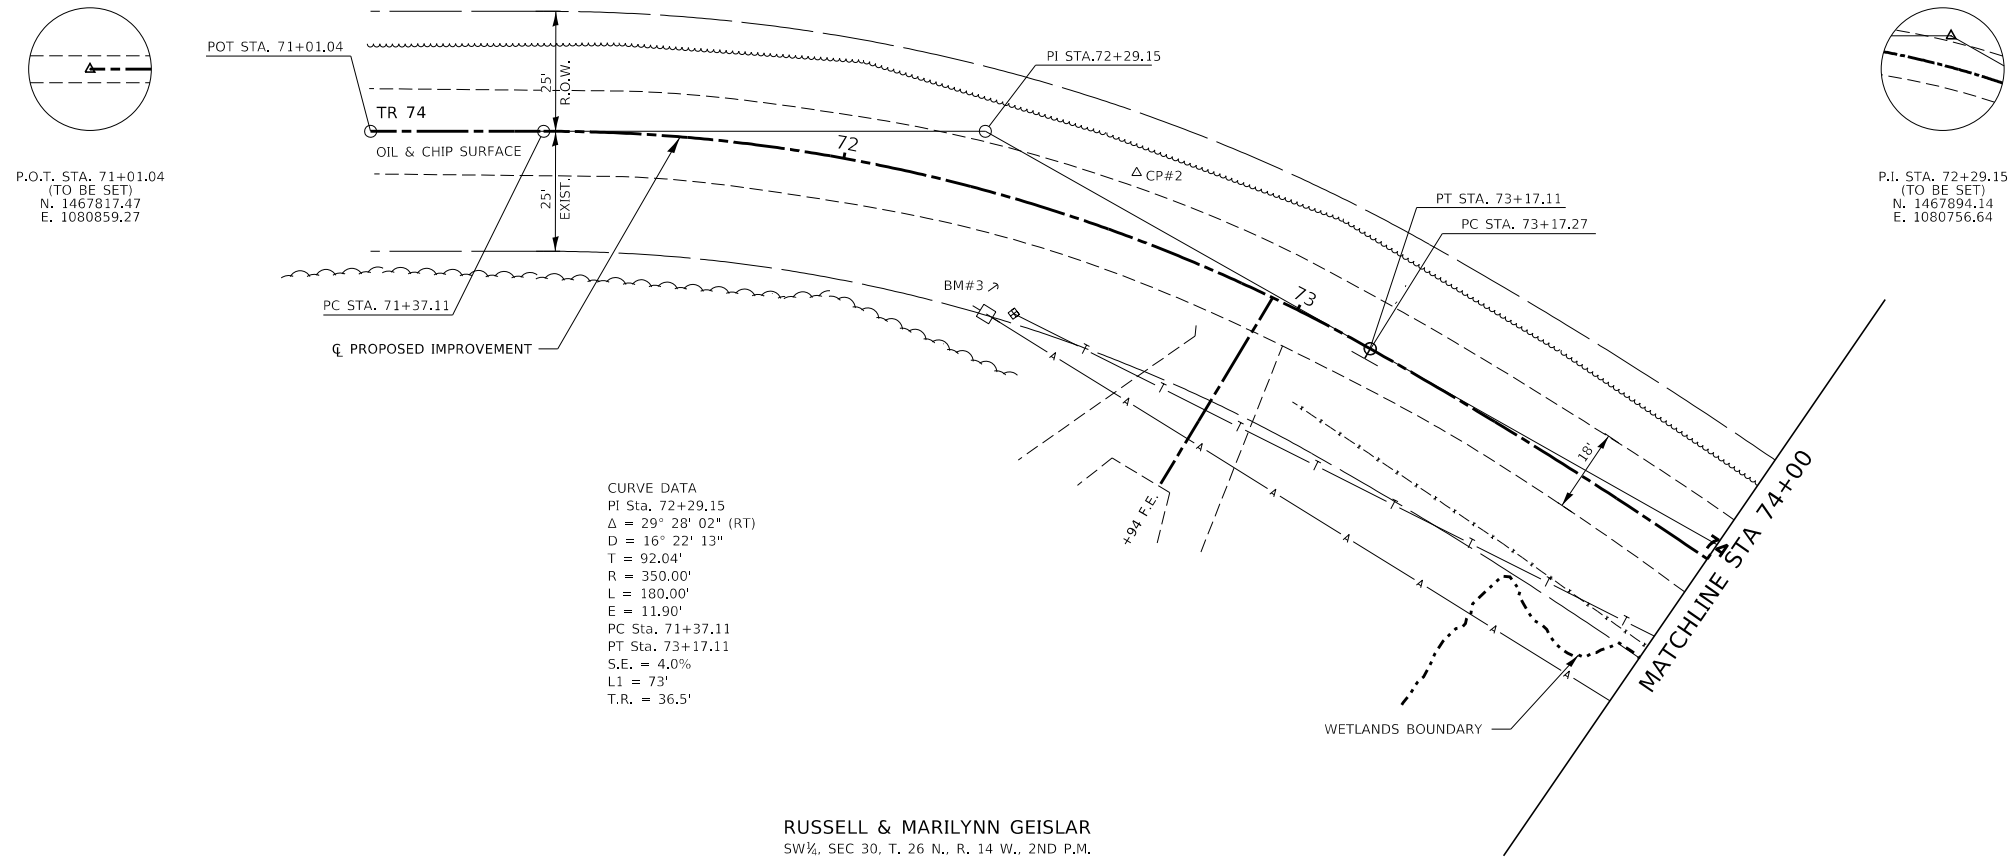 POT STA. 71+01.04
P.O.T. STA. 71+01.04
(TO BE SET)
N. 1467817.47
E. 1080859.27
TR 74
OIL & CHIP SURFACE
25'
R.O.W.
25'
EXIST.
72
PI STA.72+29.15
CP#2
PT STA. 73+17.11
PC STA. 73+17.27
P.I. STA. 72+29.15
(TO BE SET)
N. 1467894.14
E. 1080756.64
PC STA. 71+37.11
℄ PROPOSED IMPROVEMENT
BM#3
73
T
A
T
A
T
A
T
A
T
A
T
A
T
A
T
A
18'
+94 F.E.
74
MATCHLINE STA 74+00
WETLANDS BOUNDARY
CURVE DATA
PI Sta. 72+29.15
Δ = 29° 28' 02" (RT)
D = 16° 22' 13"
T = 92.04'
R = 350.00'
L = 180.00'
E = 11.90'
PC Sta. 71+37.11
PT Sta. 73+17.11
S.E. = 4.0%
L1 = 73'
T.R. = 36.5'
RUSSELL & MARILYNN GEISLAR
SW¼, SEC 30, T. 26 N., R. 14 W., 2ND P.M.